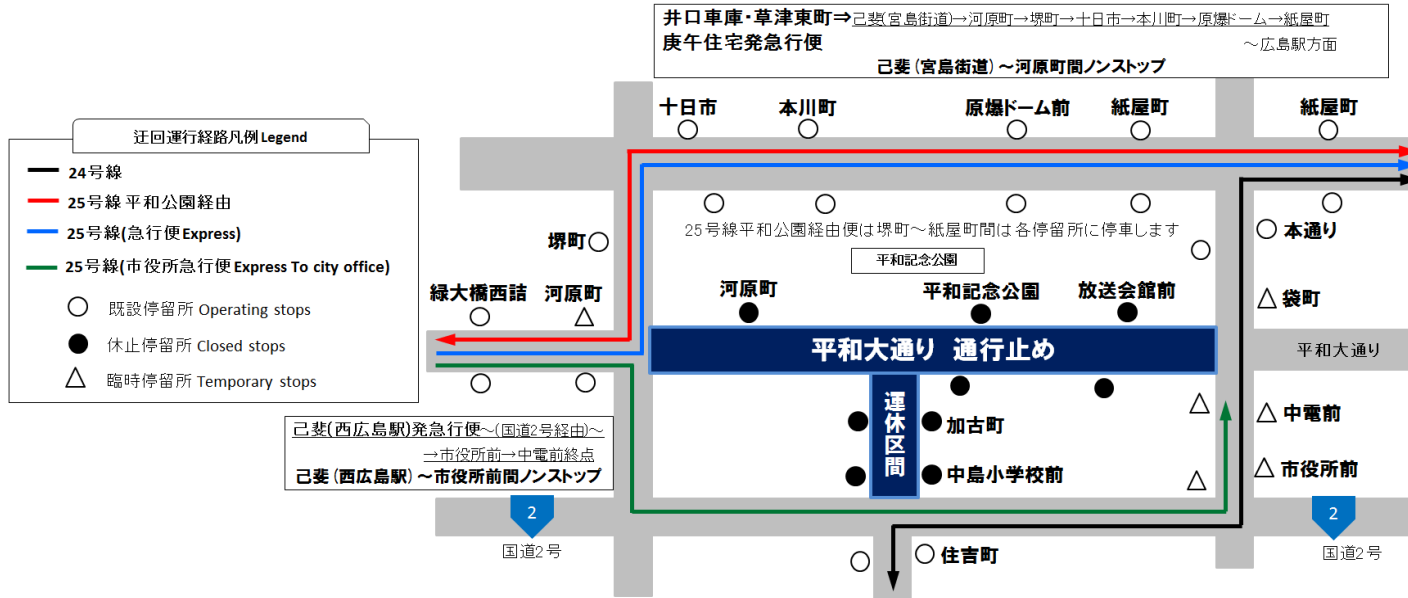 井口車庫・草津東町⇒己斐(宮島街道)→河原町→堺町→十日市→本川町→原爆ドーム→紙屋町
庚午住宅発急行便
～広島駅方面
己斐(宮島街道)～河原町間ノンストップ
十日市
本川町
原爆ドーム前
紙屋町
紙屋町
迂回運行経路凡例Legend
24号線
25号線 平和公園経由
25号線(急行便Express)
25号線(市役所急行便 Express To city office)
既設停留所 Operating stops
休止停留所 Closed stops
臨時停留所 Temporary stops
25号線平和公園経由便は堺町～紙屋町間は各停留所に停車します
本通り
堺町
平和記念公園
緑大橋西詰
河原町
河原町
平和記念公園
放送会館前
袋町
平和大通り 通行止め
平和大通り
運休区間
加古町
中電前
己斐(西広島駅)発急行便～(国道2号経由)～
→市役所前→中電前終点
己斐(西広島駅)～市役所前間ノンストップ
中島小学校前
市役所前
2
国道2号
2
国道2号
住吉町